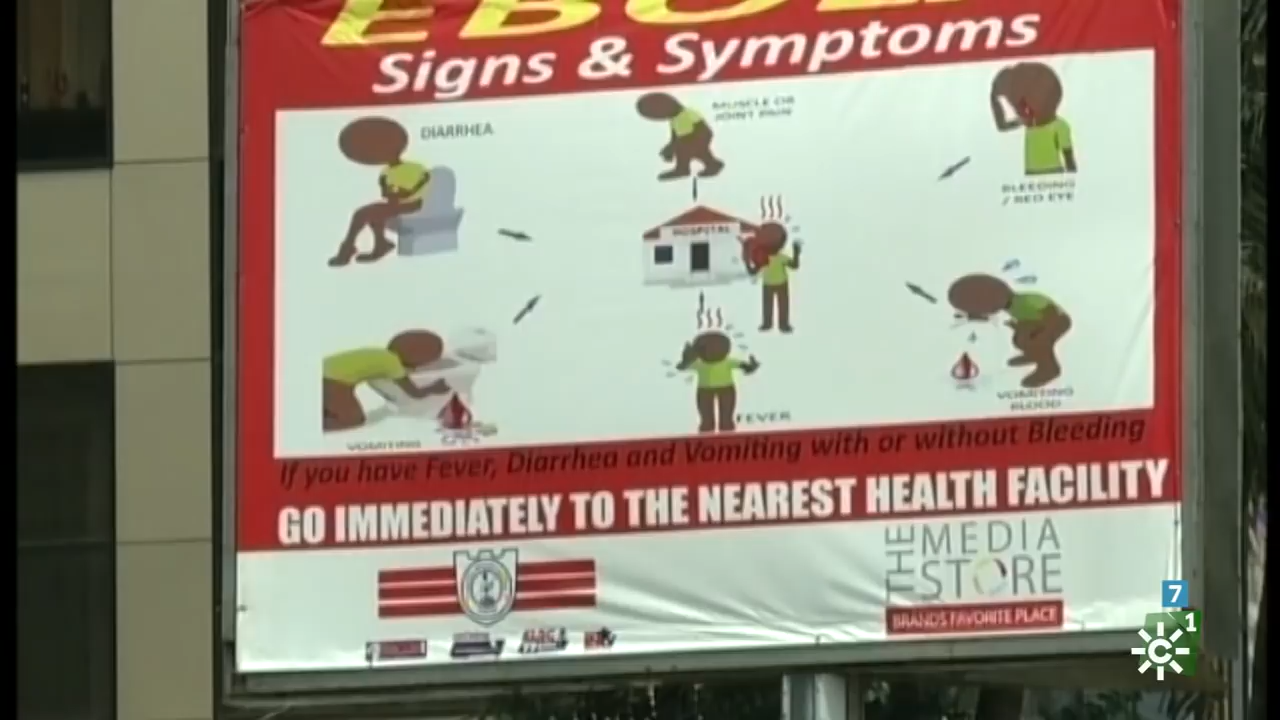 EBOLA
Signs & Symptoms
DIARRHEA
MUSCLE OR
JOINT PAIN
BLEEDING
/ RED EYE
HOSPITAL
VOMITING
FEVER
VOMITING
BLOOD
If you have Fever, Diarrhea and Vomiting with or without Bleeding
GO IMMEDIATELY TO THE NEAREST HEALTH FACILITY
THE MEDIA
STORE
BRANDS FAVORITE PLACE
7
1
C